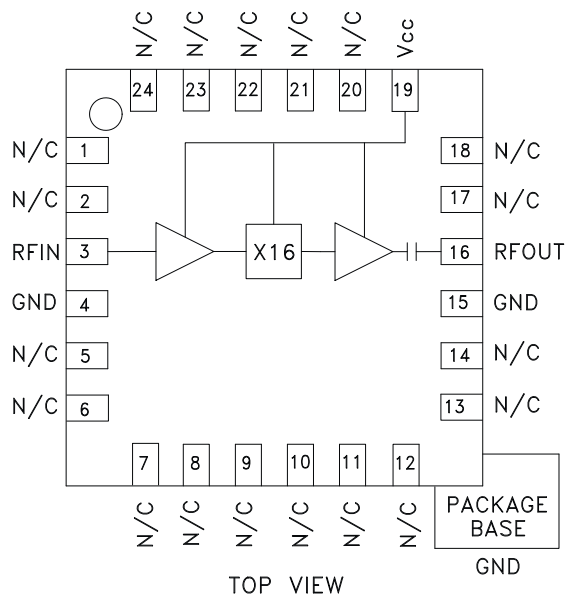 N/C N/C N/C N/C N/C Vcc
24 23 22 21 20 19
N/C 1 18 N/C
N/C 2 17 N/C
RFIN 3 X16 16 RFOUT
GND 4 15 GND
N/C 5 14 N/C
N/C 6 13 N/C
7 8 9 10 11 12
N/C N/C N/C N/C N/C N/C
PACKAGE
BASE
GND
TOP VIEW